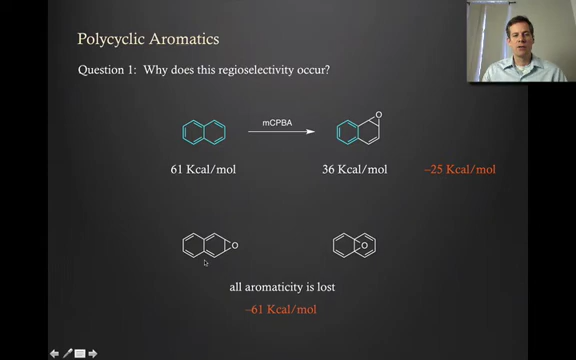 Polycyclic Aromatics
Question 1: Why does this regioselectivity occur?
mCPBA
O
61 Kcal/mol
36 Kcal/mol
–25 Kcal/mol
O
O
all aromaticity is lost
–61 Kcal/mol